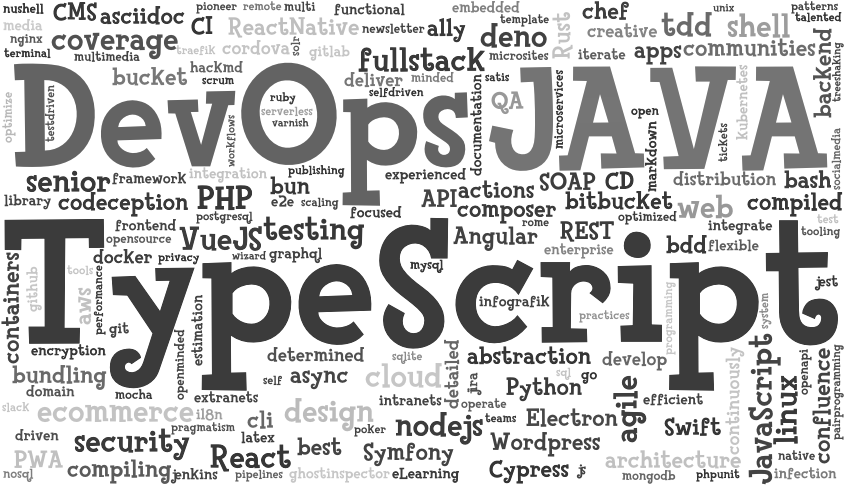 nushell CMS asciidoc pioneer remote multi functional embedded chef unix patterns
media CI ReactNative newsletter ally template Rust creative tdd shell talented
nginx coverage traefik cordova solr gitlab fullstack deno iterate apps communities
terminal multimedia hackmd microsites backend treeshaking
bucket scrum deliver minded satis
optimize testdriven DevOps JAVA
ruby selfdriven QA open
serverless
varnish
workflows documentation microservices markdown tickets kubernetes socialmedia
integration publishing experienced
senior framework bun actions SOAP CD distribution bash
library codeception PHP e2e scaling API composer bitbucket web compiled
postgresql focused optimized test
frontend VueJS testing Angular rome REST integrate tooling
opensource enterprise bdd flexible
docker privacy wizard graphql
TypeScript
mysql
containers github tools aws performance jest
infografik
practices programming system
git estimation
encryption openminded determined sqlite detailed abstraction develop continuously JavaScript openapi
bundling self async cloud jra Python sql go agile linux confluence pairprogramming
domain mocha extranets intranets efficient
slack ecommerce il8n cli design operate
pragmatism poker nodejs teams Electron Swift
driven security latex best Wordpress
PWA React Symfony architecture native
nosql compiling jenkins pipelines ghostinspector eLearning Cypress js mongodb phpunit infection